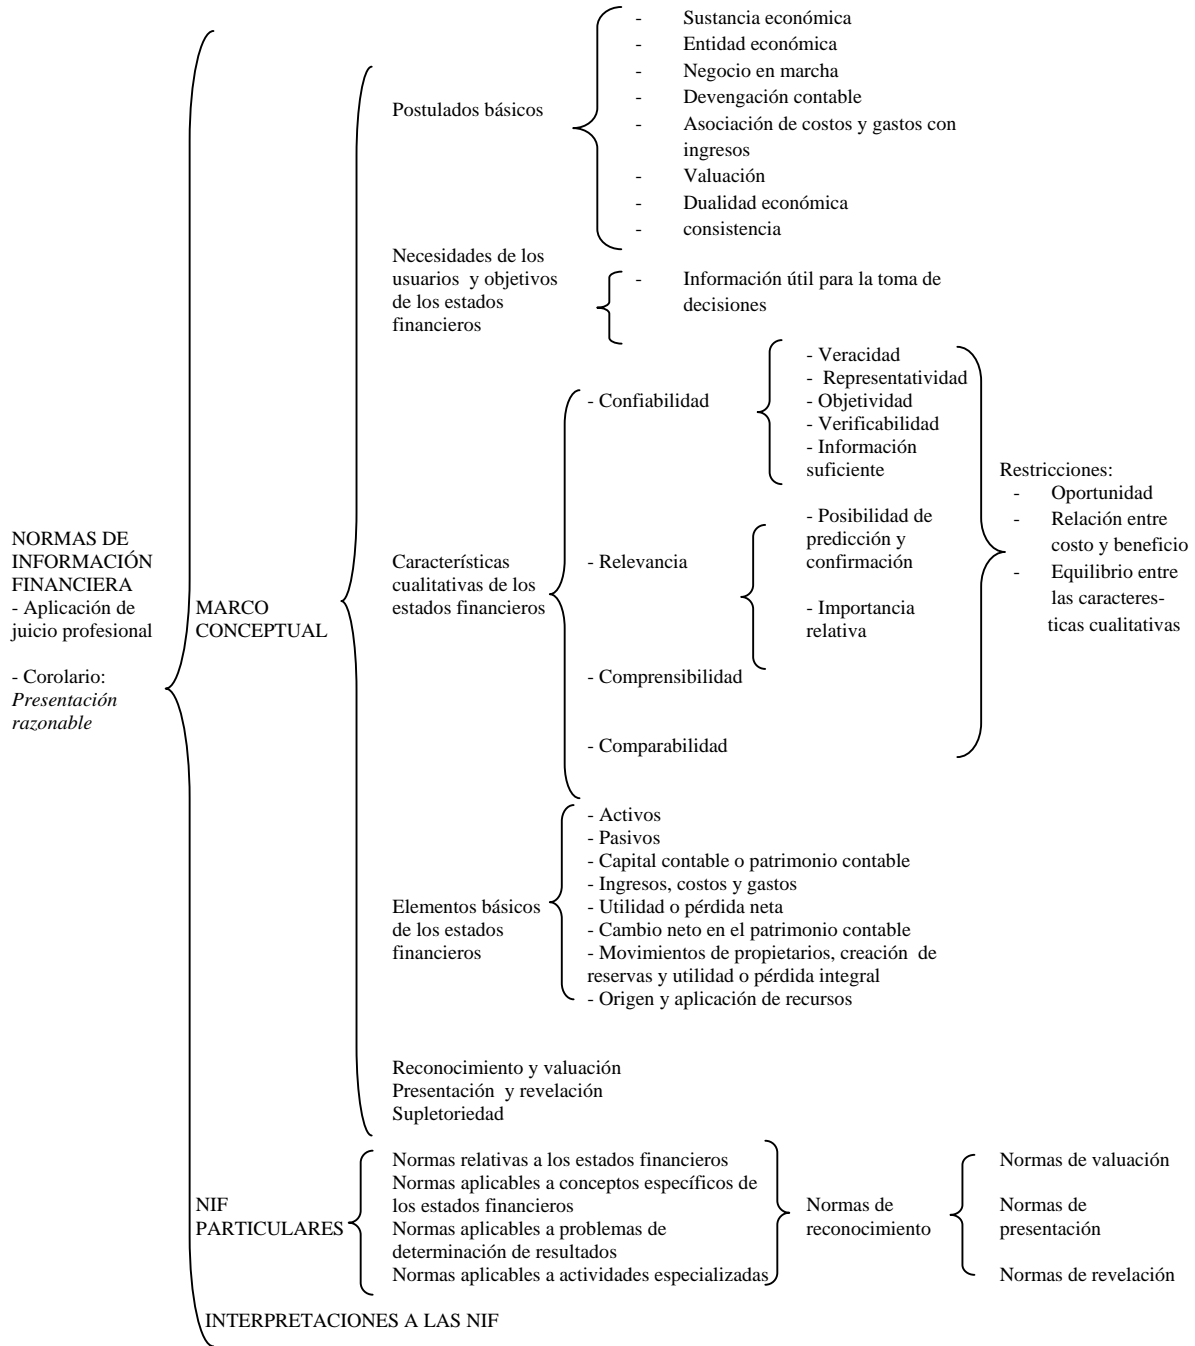 NORMAS DE
INFORMACIÓN
FINANCIERA
- Aplicación de
juicio profesional
- Corolario:
Presentación
razonable
MARCO
CONCEPTUAL
Postulados básicos
- Sustancia económica
- Entidad económica
- Negocio en marcha
- Devengación contable
- Asociación de costos y gastos con
ingresos
- Valuación
- Dualidad económica
- consistencia
Necesidades de los
usuarios y objetivos
de los estados
financieros
- Información útil para la toma de
decisiones
Características
cualitativas de los
estados financieros
- Confiabilidad
- Veracidad
- Representatividad
- Objetividad
- Verificabilidad
- Información
suficiente
- Relevancia
- Posibilidad de
predicción y
confirmación
- Importancia
relativa
- Comprensibilidad
- Comparabilidad
Restricciones:
- Oportunidad
- Relación entre
costo y beneficio
- Equilibrio entre
las caracteres-
ticas cualitativas
Elementos básicos
de los estados
financieros
- Activos
- Pasivos
- Capital contable o patrimonio contable
- Ingresos, costos y gastos
- Utilidad o pérdida neta
- Cambio neto en el patrimonio contable
- Movimientos de propietarios, creación de
reservas y utilidad o pérdida integral
- Origen y aplicación de recursos
Reconocimiento y valuación
Presentación y revelación
Supletoriedad
NIF
PARTICULARES
Normas relativas a los estados financieros
Normas aplicables a conceptos específicos de
los estados financieros
Normas aplicables a problemas de
determinación de resultados
Normas aplicables a actividades especializadas
Normas de
reconocimiento
Normas de valuación
Normas de
presentación
Normas de revelación
INTERPRETACIONES A LAS NIF